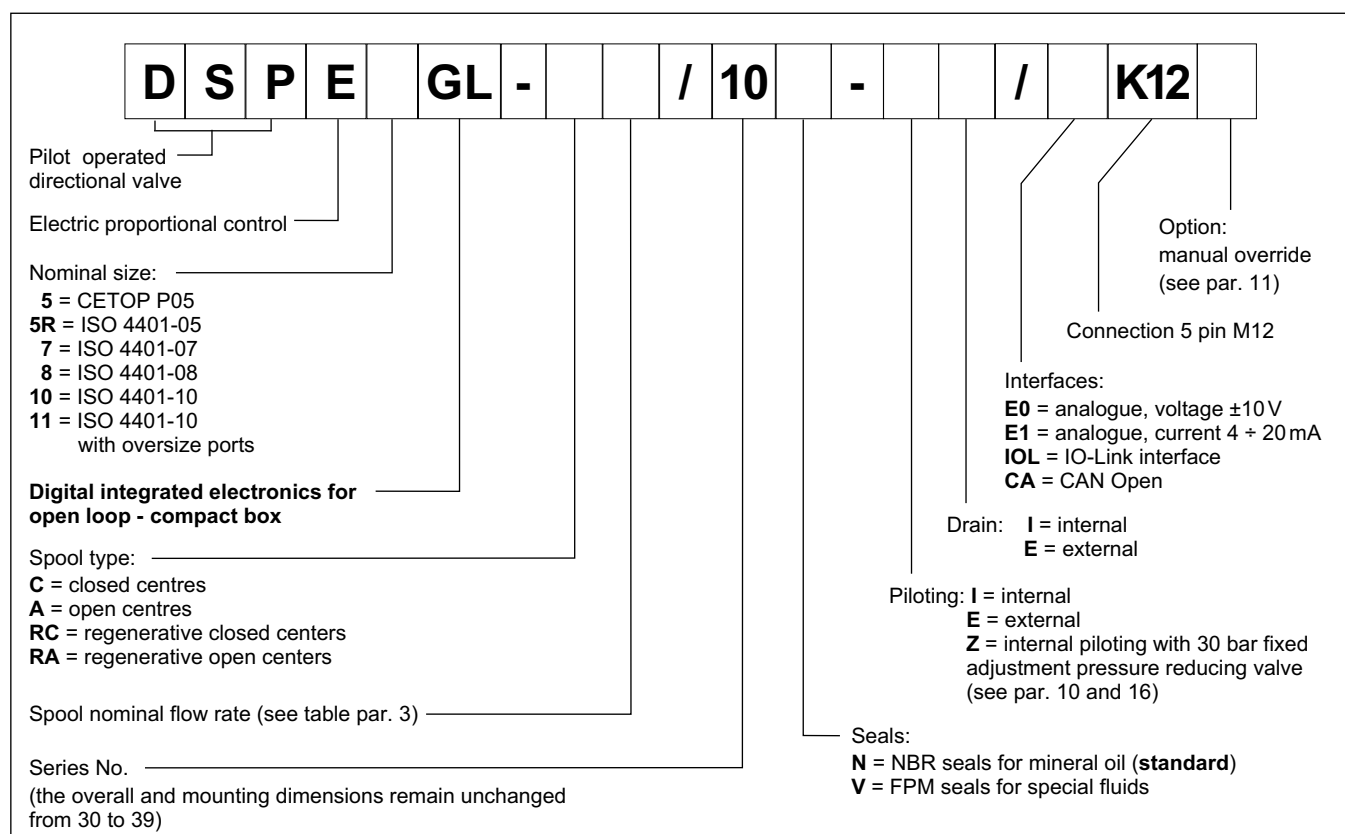 D S P E GL - / 10 - / K12
Pilot operated
directional valve
Electric proportional control
Nominal size:
5 = CETOP P05
5R = ISO 4401-05
7 = ISO 4401-07
8 = ISO 4401-08
10 = ISO 4401-10
11 = ISO 4401-10
with oversize ports
Digital integrated electronics for
open loop - compact box
Spool type:
C = closed centres
A = open centres
RC = regenerative closed centers
RA = regenerative open centers
Spool nominal flow rate (see table par. 3)
Series No.
(the overall and mounting dimensions remain unchanged
from 30 to 39)
Option:
manual override
(see par. 11)
Connection 5 pin M12
Interfaces:
E0 = analogue, voltage ±10 V
E1 = analogue, current 4 ÷ 20 mA
IOL = IO-Link interface
CA = CAN Open
Drain: I = internal
E = external
Piloting: I = internal
E = external
Z = internal piloting with 30 bar fixed
adjustment pressure reducing valve
(see par. 10 and 16)
Seals:
N = NBR seals for mineral oil (standard)
V = FPM seals for special fluids